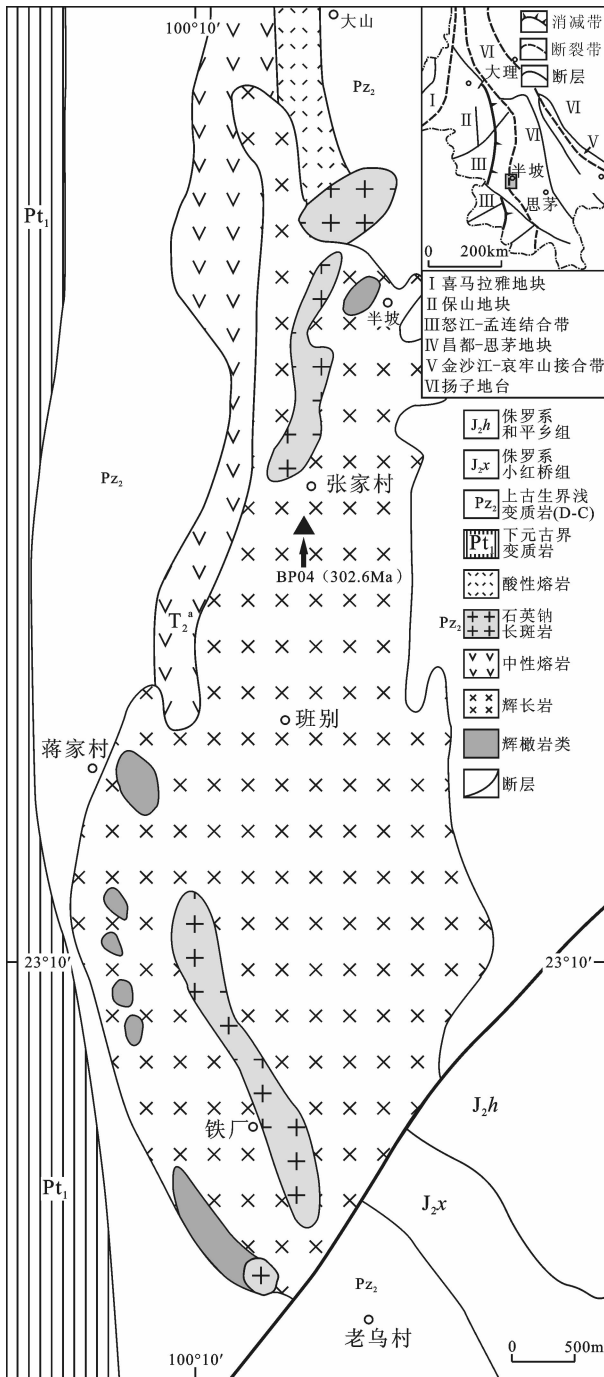 100°10′
大山
Pz₂
消减带
断裂带
断层
VI
大理
I
II
VI
VI
V
III
半坡
III
思茅
0
200km
I 喜马拉雅地块
II 保山地块
III 怒江-孟连结合带
IV 昌都-思茅地块
V 金沙江-哀牢山接合带
VI 扬子地台
Pt₁
半坡
J₂h 侏罗系
和平乡组
J₂x 侏罗系
小红桥组
Pz₂ 上古生界浅
变质岩(D-C)
Pt₁ 下元古界
变质岩
酸性熔岩
石英钠
长斑岩
中性熔岩
辉长岩
辉橄岩类
断层
Pz₂
张家村
BP04（302.6Ma）
T₂ᵃ
Pz₂
班别
蒋家村
23°10′
23°10′
J₂h
铁厂
Pt₁
J₂x
Pz₂
老乌村
100°10′
0
500m